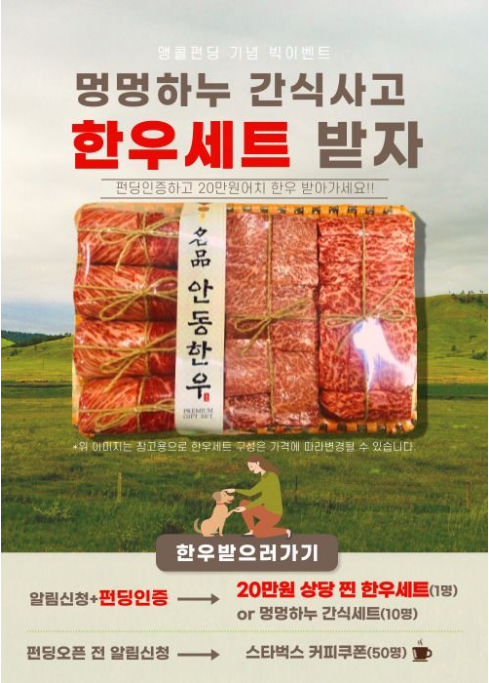 앵콜펀딩 기념 빅이벤트
멍멍하누 간식사고
한우세트 받자
펀딩인증하고 20만원어치 한우 받아가세요!!
名品 안동한우
PREMIUM
GIFT SET
*위 이미지는 참고용으로 한우세트 구성은 가격에 따라변경될 수 있습니다.
한우받으러가기
알림신청+펀딩인증 → 20만원 상당 찐 한우세트(1명)
or 멍멍하누 간식세트(10명)
펀딩오픈 전 알림신청 → 스타벅스 커피쿠폰(50명)